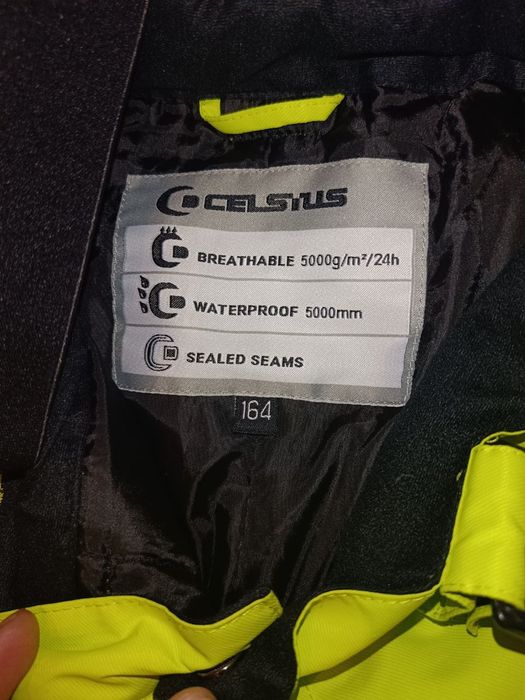 CELSIUS
BREATHABLE 5000g/m²/24h
WATERPROOF 5000mm
SEALED SEAMS
164